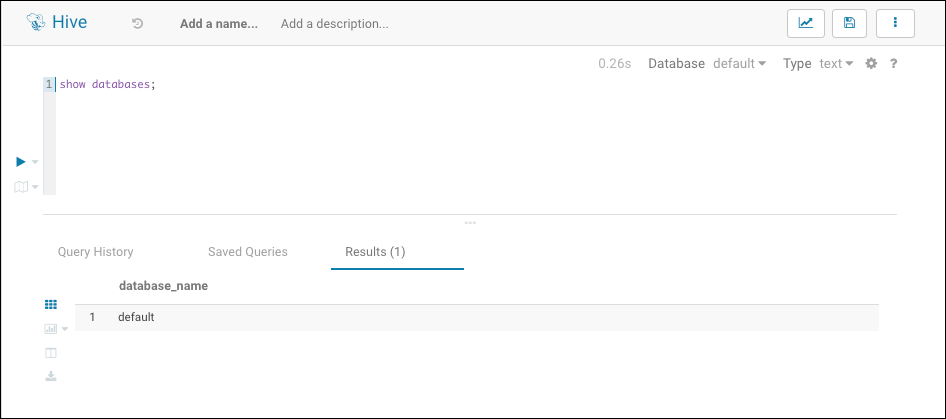 Hive Add a name... Add a description...
0.26s Database default Type text ?
1 show databases;
Query History Saved Queries Results (1)
database_name
1 default